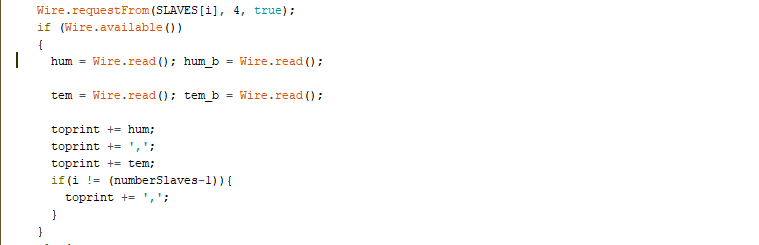 Wire.requestFrom(SLAVES[i], 4, true);
if (Wire.available())
{
hum = Wire.read(); hum_b = Wire.read();
tem = Wire.read(); tem_b = Wire.read();
toprint += hum;
toprint += ',';
toprint += tem;
if(i != (numberSlaves-1)){
toprint += ',';
}
}